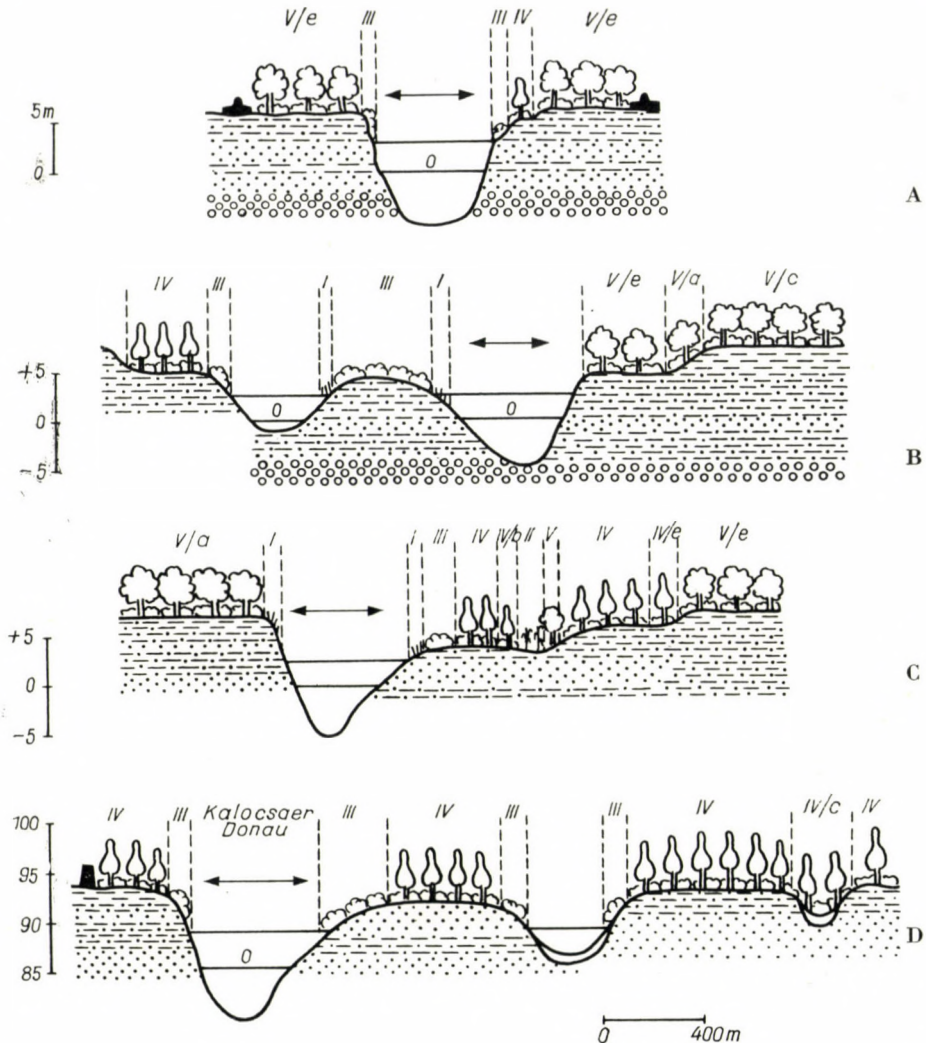 V/e III III IV V/e
5m
0
0
A
IV III I III I V/e V/a V/c
+5
0
-5
0
0
B
V/a I i III IV IV/b II V IV IV/e V/e
+5
0
-5
C
100
95
90
85
IV III Kalocsaer III IV III III IV IV/c IV
Donau
0
D
0 400m